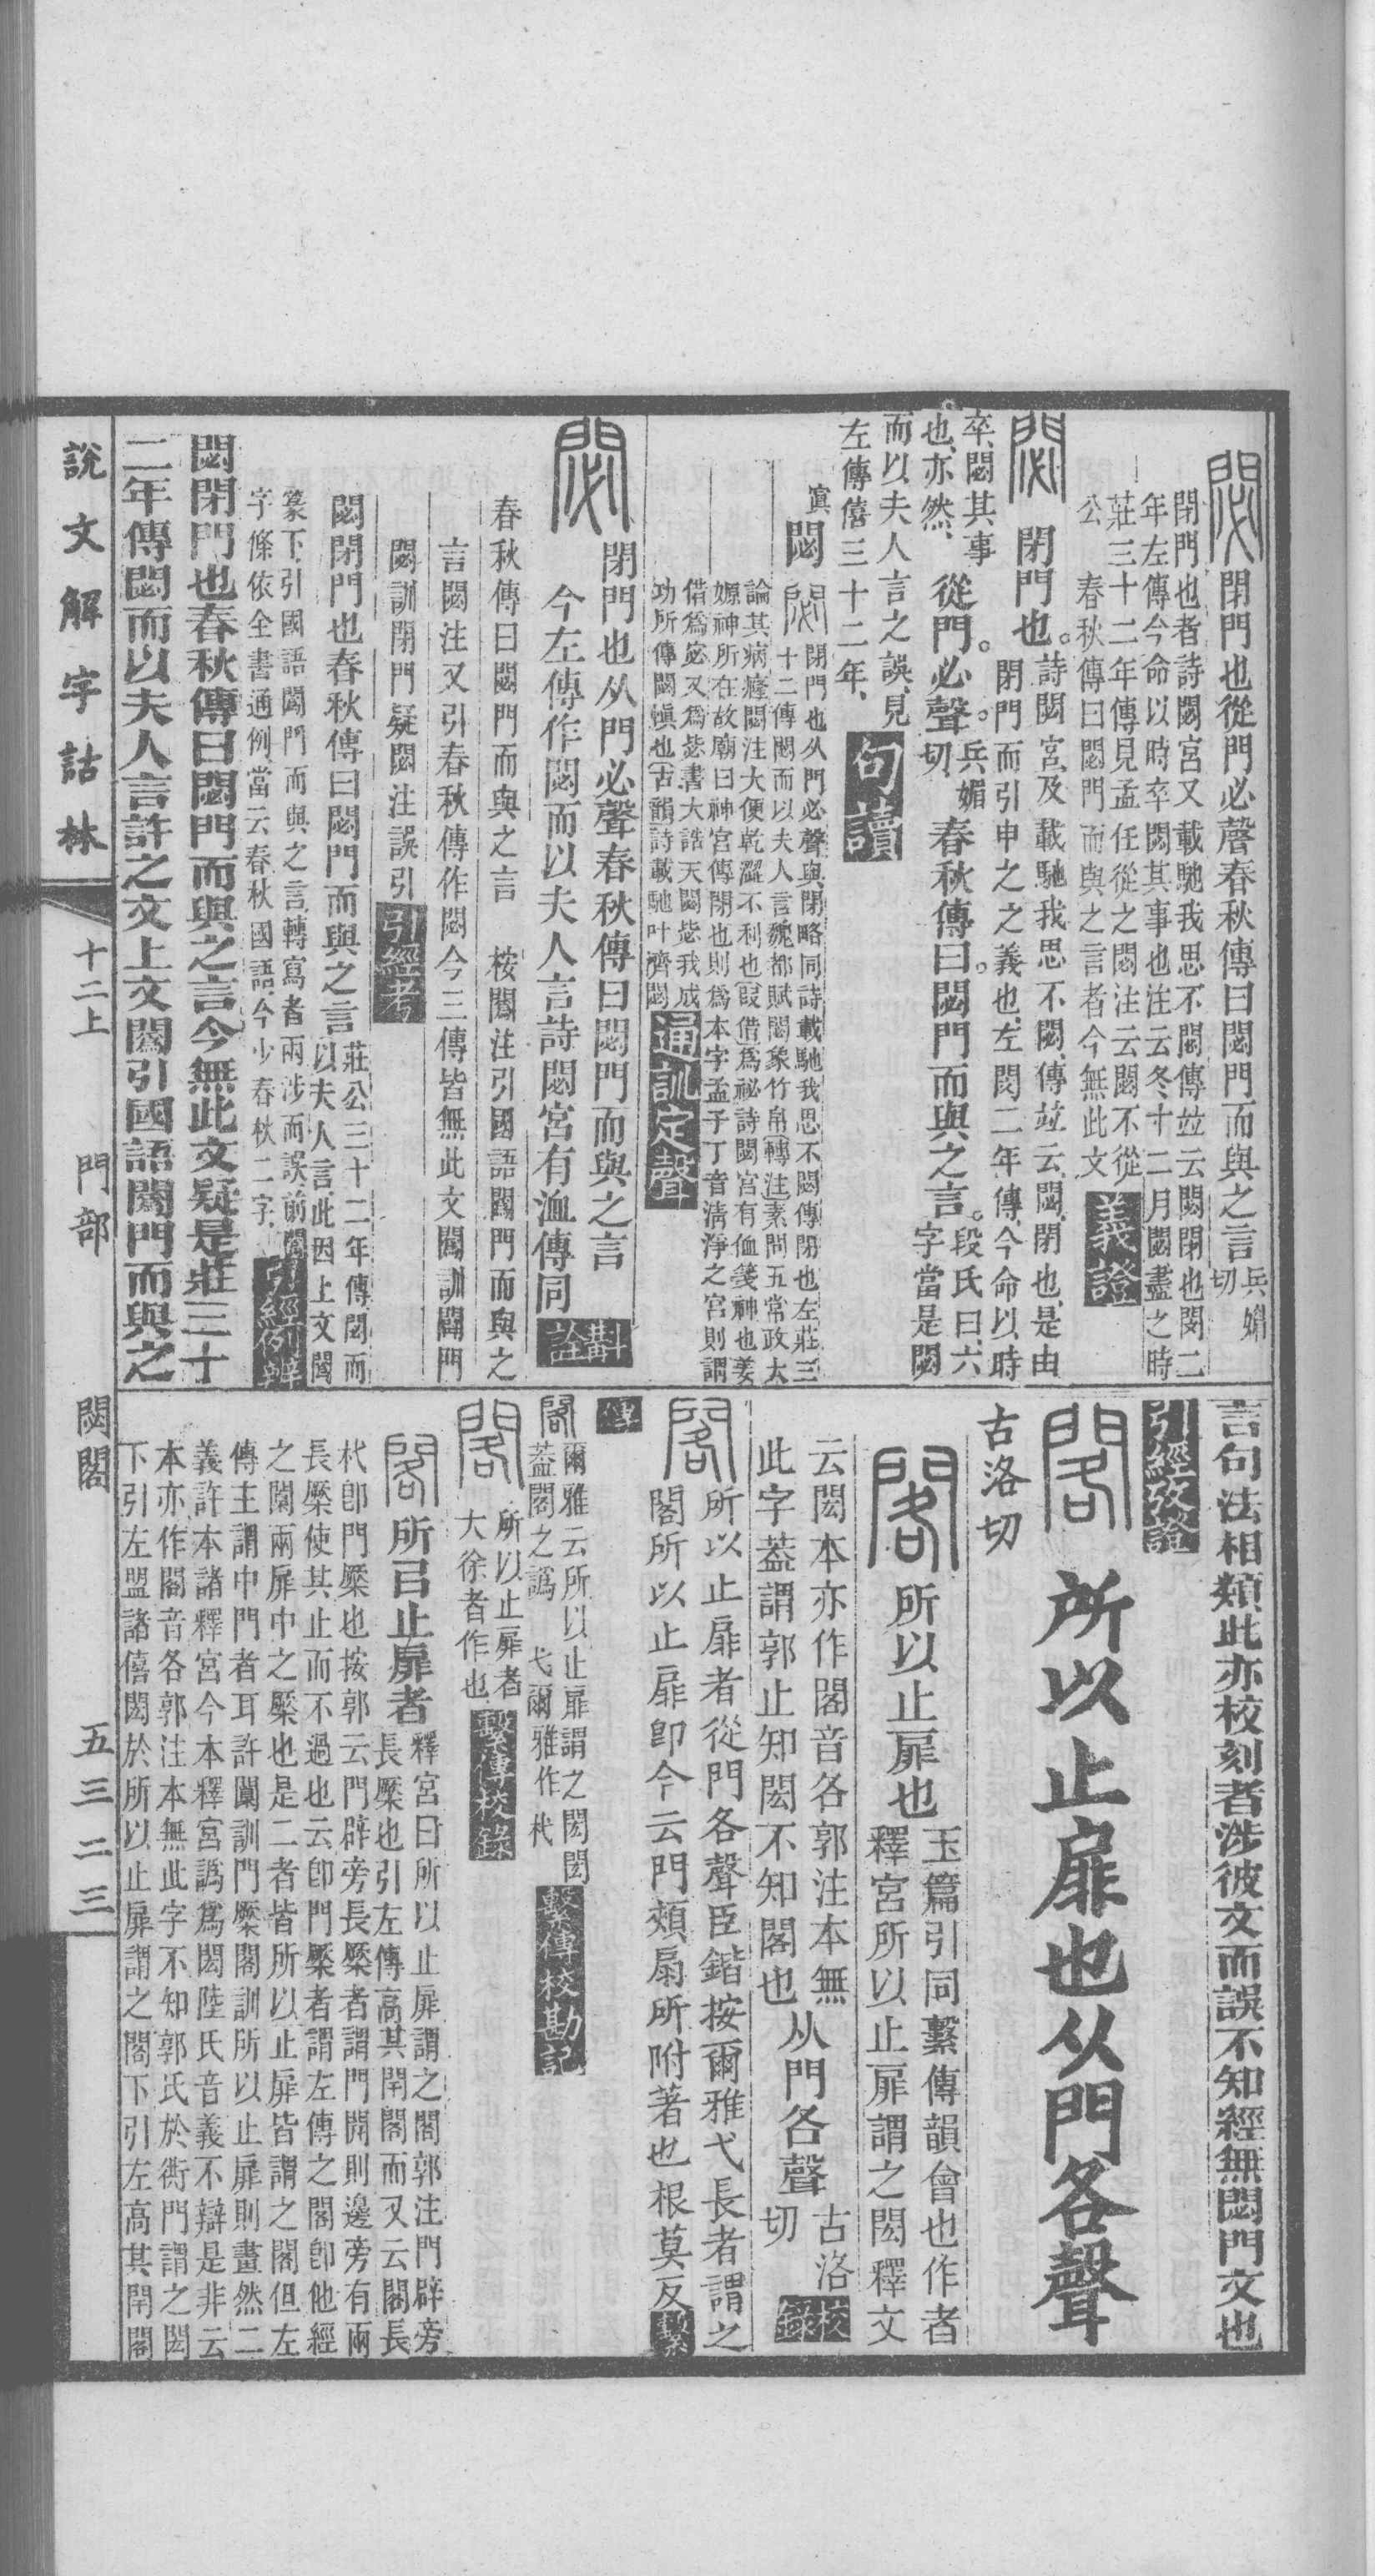 閟閉門也從門必聲春秋傳曰閟門而與之言兵媚切
閉門也者詩閟宮又載馳我思不閟傳竝云閟閉也閔二
年左傳今命以時卒閟其事也注云冬十二月閟盡之時
莊三十二年傳見孟任從之閟注云閟不從
公 春秋傳曰閟門而與之言者今無此文 義證
閟 閉門也。詩閟宮及載馳我思不閟傳竝云閟閉也是由
閉門而引申之之義也左閔二年傳今命以時
卒閟其事也亦然 從門。必聲。兵媚切 春秋傳曰。閟門而與之言。段氏曰六字當是閟
而以夫人言之誤見
左傳僖三十二年、句讀
閟 閉門也从門必聲與閉略同詩載馳我思不閟傳閉也左莊三
十二傳閟而以夫人言魏都賦閟象竹帛轉注素問五常政大
論其病癃閟注大便乾澀不利也叚借爲祕詩閟宮有侐箋神也姜
嫄神所在故廟曰神宮傳閉也則爲本字孟子丁音清淨之宮則謂
借爲宓又爲毖書大誥天閟毖我成
功所傳閟慎也古韻詩載馳叶濟閟 通訓定聲
閟 閉門也从門必聲春秋傳曰閟門而與之言
今左傳作閟而以夫人言詩閟宮有洫傳同 斠詮
春秋傳曰閟門而與之言 桉闖注引國語闖門而與之
言閟注又引春秋傳作閟今三傳皆無此文闖訓闢門
閟訓閉門疑閟注誤引 引經考
閟閉門也春秋傳曰閟門而與之言莊公三十二年傳閟而
以夫人言此因上文闖
篆下引國語闖門而與之言轉寫者兩涉而誤前闖
字條依全書通例當云春秋國語今少春秋二字 引經例辨
閟閉門也春秋傳曰閟門而與之言今無此文疑是莊三十
二年傳閟而以夫人言許之文上文闖引國語闖門而與之
言句法相類此亦校刻者涉彼文而誤不知經無閟門文也
引經攷證
閣 所以止扉也从門各聲
古洛切
閣 所以止扉也玉篇引同繫傳韻會也作者
釋宮所以止扉謂之閎釋文
云閎本亦作閣音各郭注本無
此字葢謂郭止知閎不知閣也 从門各聲古洛切 校錄
閣 所以止扉者從門各聲臣鍇按爾雅弋長者謂之
閣所以止扉卽今云門頰扇所附著也根莫反 繫傳
閣 爾雅云所以止扉謂之閎閎
葢閣之譌 弋爾雅作杙 繫傳校勘記
閣 所以止扉者
大徐者作也 繫傳校錄
閣 所㠯止扉者釋宮曰所以止扉謂之閣郭注門辟旁
長橜也引左傳高其閈閣而又云閣長
杙卽門橜也按郭云門辟旁長橜者謂門開則邊旁有兩
長橜使其止而不過也云卽門橜者謂左傳之閣卽他經
之闑兩扉中之橜也是二者皆所以止扉皆謂之閣但左
傳主謂中門者耳許闑訓門橜閣訓所以止扉則畫然二
義許本諸釋宮今本釋宮譌爲閎陸氏音義不辯是非云
本亦作閣音各郭注本無此字不知郭氏於衖門謂之閎
下引左盟諸僖閎於所以止扉謂之閣下引左高其閈閣
說文解字詁林 十二上 門部 閟閣 五三二三